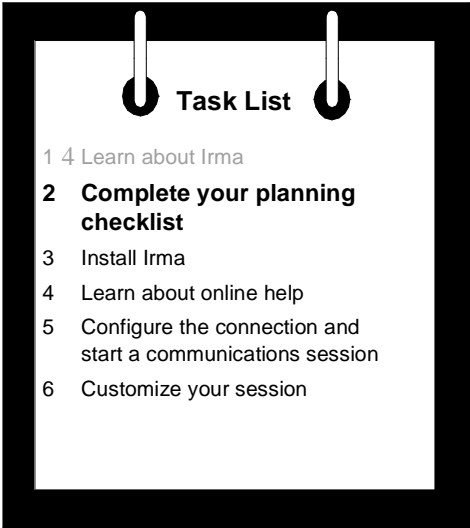 Task List
1 4 Learn about Irma
2 Complete your planning
checklist
3 Install Irma
4 Learn about online help
5 Configure the connection and
start a communications session
6 Customize your session